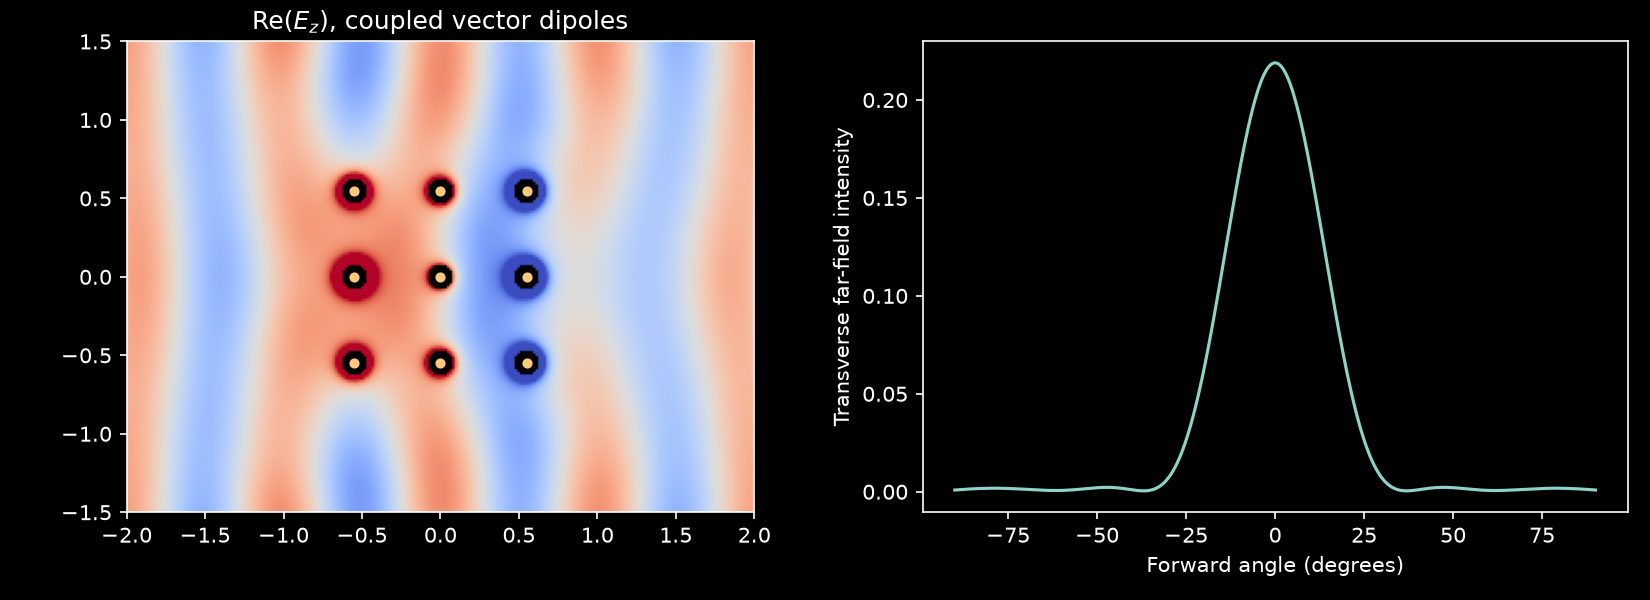 Re(E_z), coupled vector dipoles
1.5
1.0
0.5
0.0
−0.5
−1.0
−1.5
−2.0 −1.5 −1.0 −0.5 0.0 0.5 1.0 1.5 2.0
Transverse far-field intensity
0.20
0.15
0.10
0.05
0.00
−75 −50 −25 0 25 50 75
Forward angle (degrees)